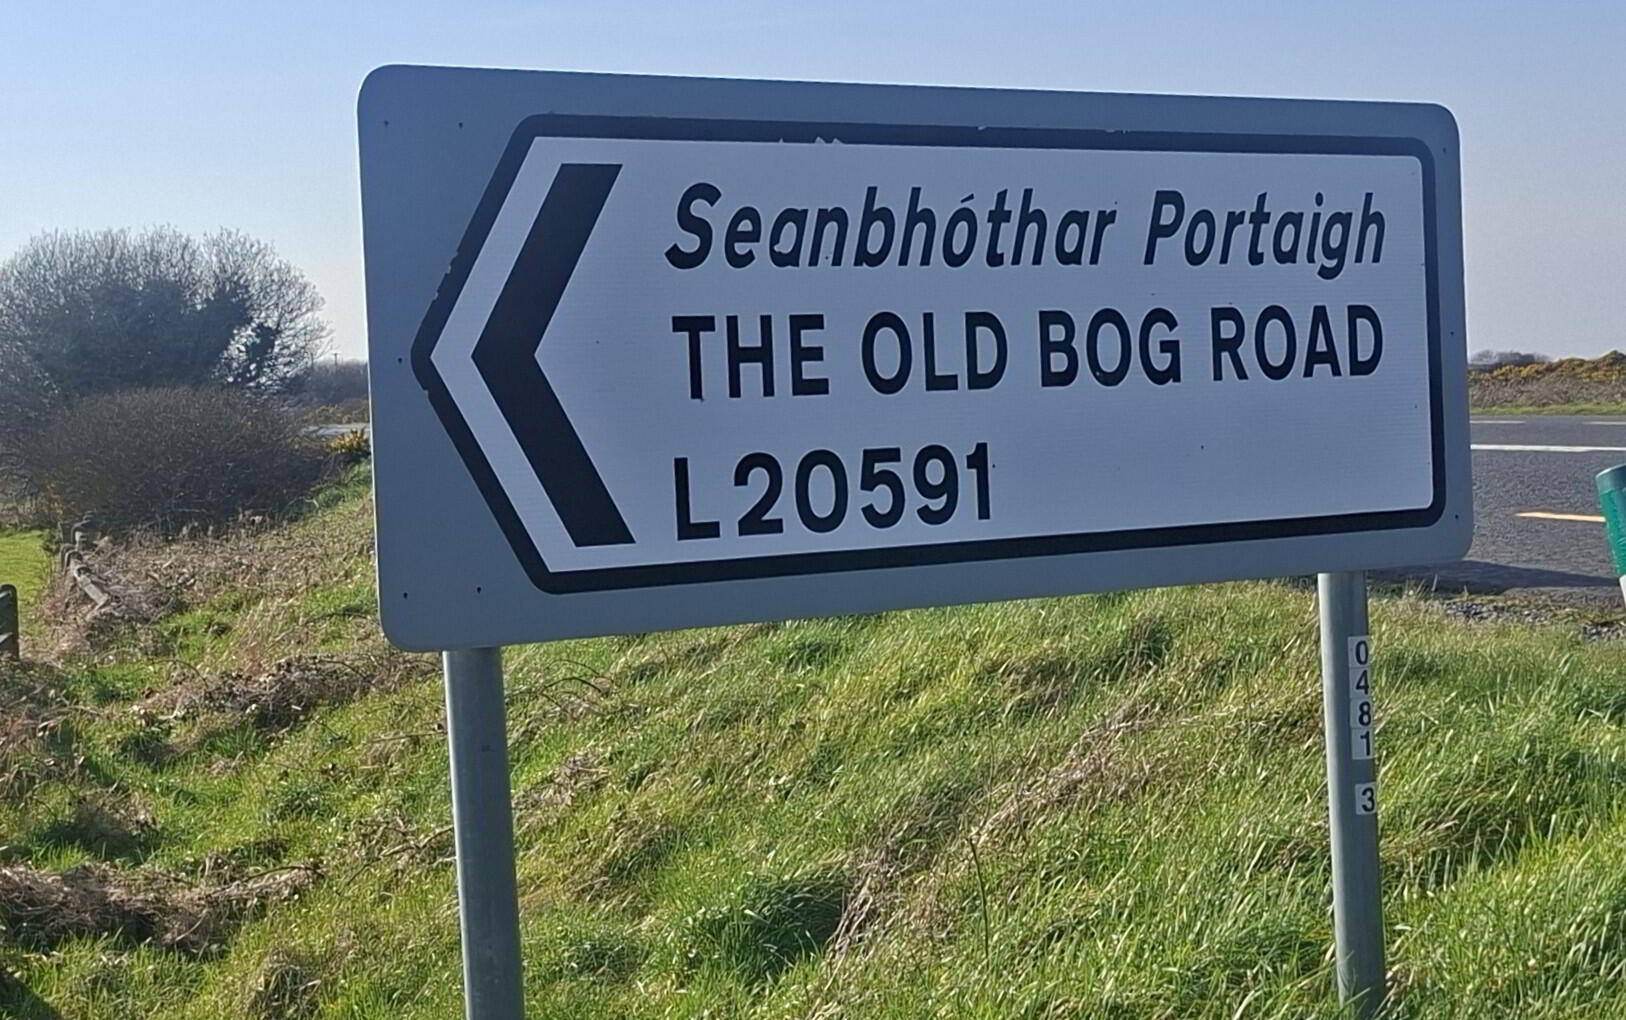 Seanbhóthar Portaigh
THE OLD BOG ROAD
L20591
0481 3